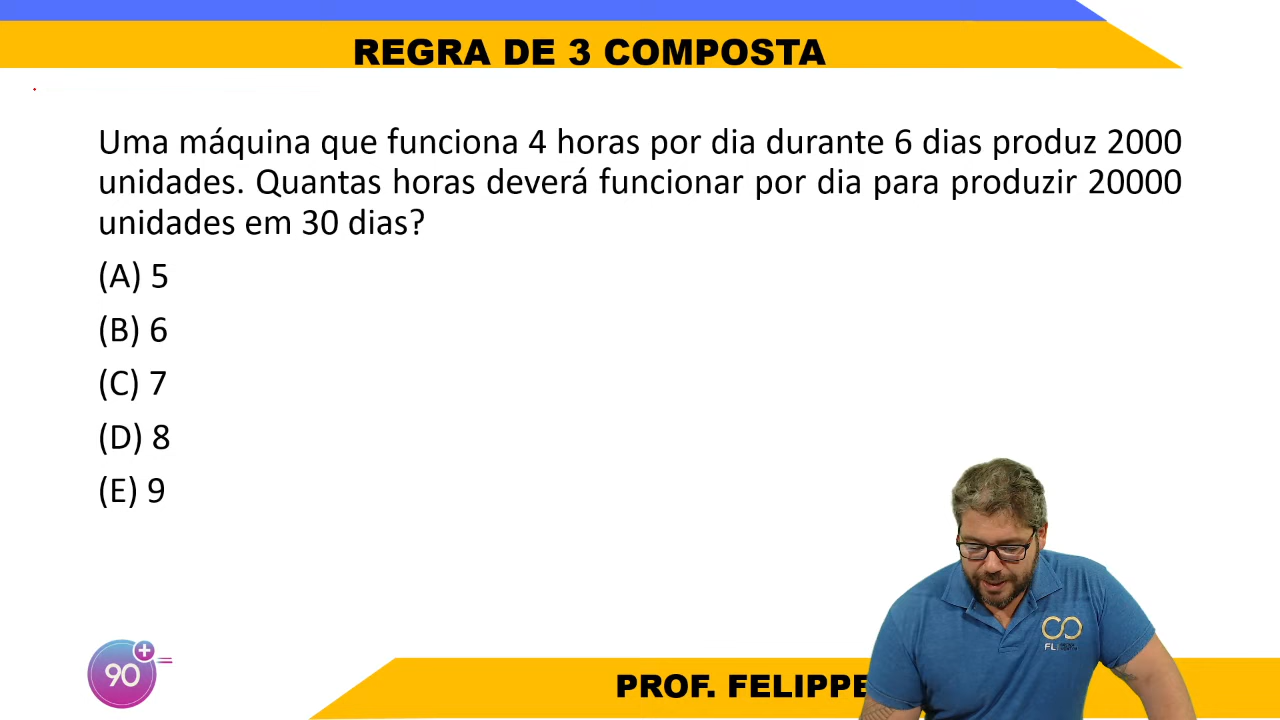 REGRA DE 3 COMPOSTA
Uma máquina que funciona 4 horas por dia durante 6 dias produz 2000
unidades. Quantas horas deverá funcionar por dia para produzir 20000
unidades em 30 dias?
(A) 5
(B) 6
(C) 7
(D) 8
(E) 9
90+
PROF. FELIPPE
FL